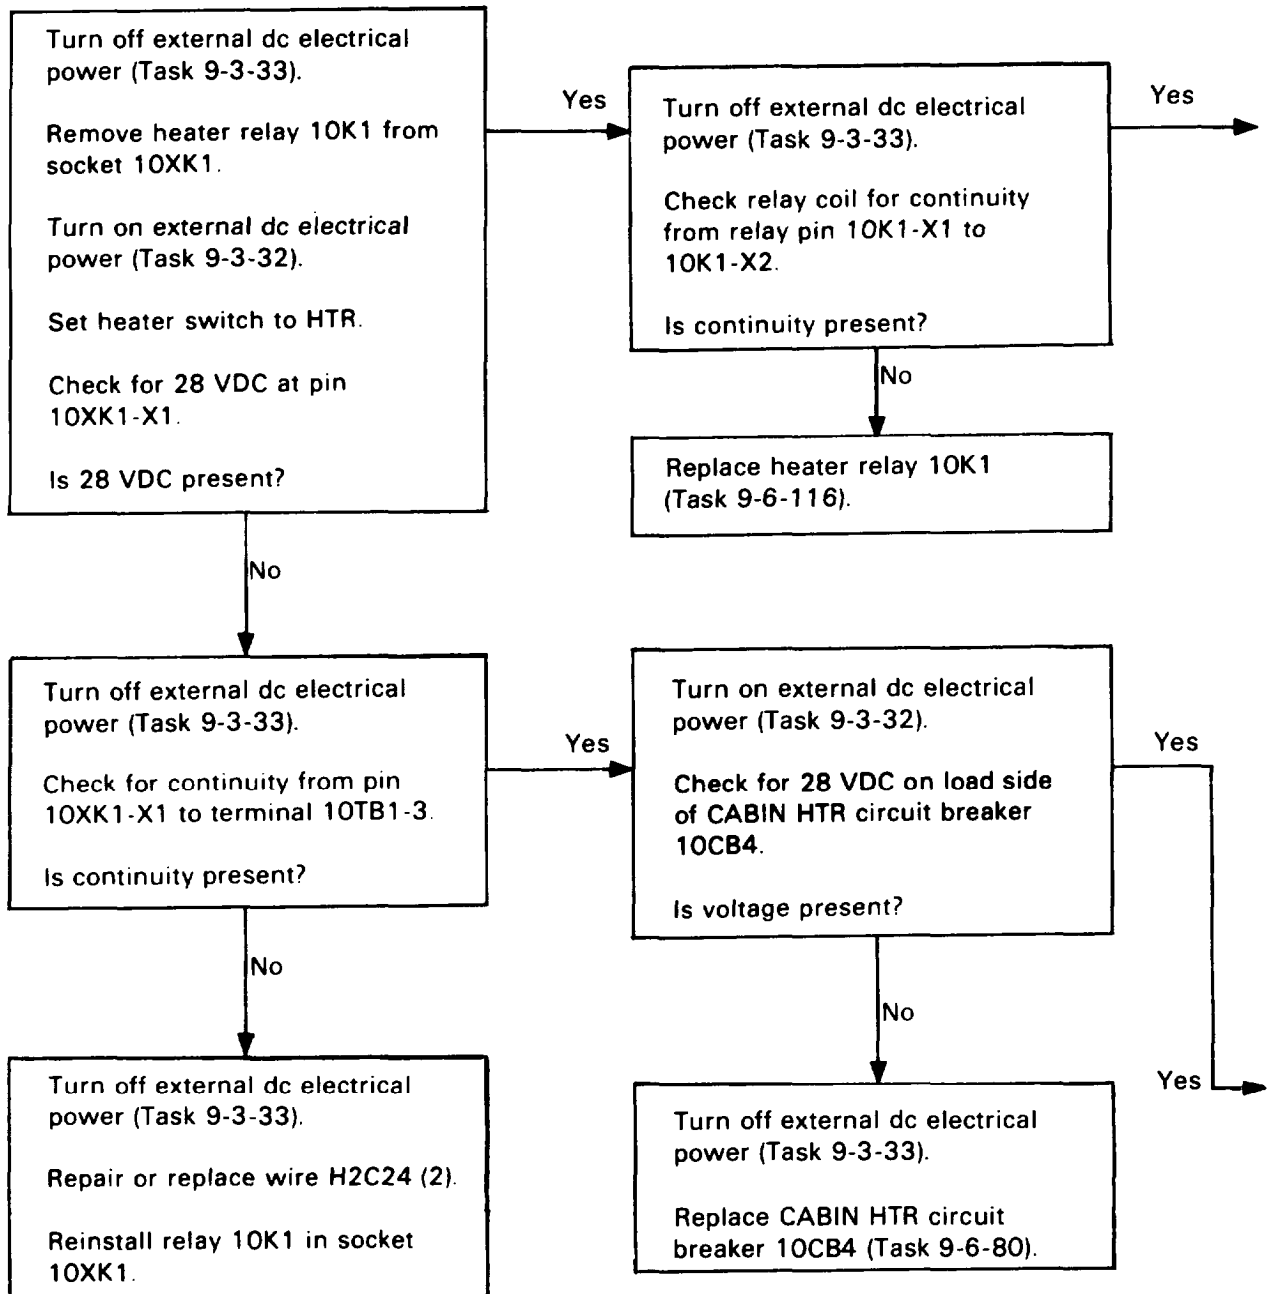 Turn off external dc electrical
power (Task 9-3-33).
Remove heater relay 10K1 from
socket 10XK1.
Turn on external dc electrical
power (Task 9-3-32).
Set heater switch to HTR.
Check for 28 VDC at pin
10XK1-X1.
Is 28 VDC present?
Yes
Turn off external dc electrical
power (Task 9-3-33).
Check relay coil for continuity
from relay pin 10K1-X1 to
10K1-X2.
Is continuity present?
Yes
No
Replace heater relay 10K1
(Task 9-6-116).
No
Turn off external dc electrical
power (Task 9-3-33).
Check for continuity from pin
10XK1-X1 to terminal 10TB1-3.
Is continuity present?
Yes
Turn on external dc electrical
power (Task 9-3-32).
Check for 28 VDC on load side
of CABIN HTR circuit breaker
10CB4.
Is voltage present?
Yes
Yes
No
No
Turn off external dc electrical
power (Task 9-3-33).
Repair or replace wire H2C24 (2).
Reinstall relay 10K1 in socket
10XK1.
Turn off external dc electrical
power (Task 9-3-33).
Replace CABIN HTR circuit
breaker 10CB4 (Task 9-6-80).